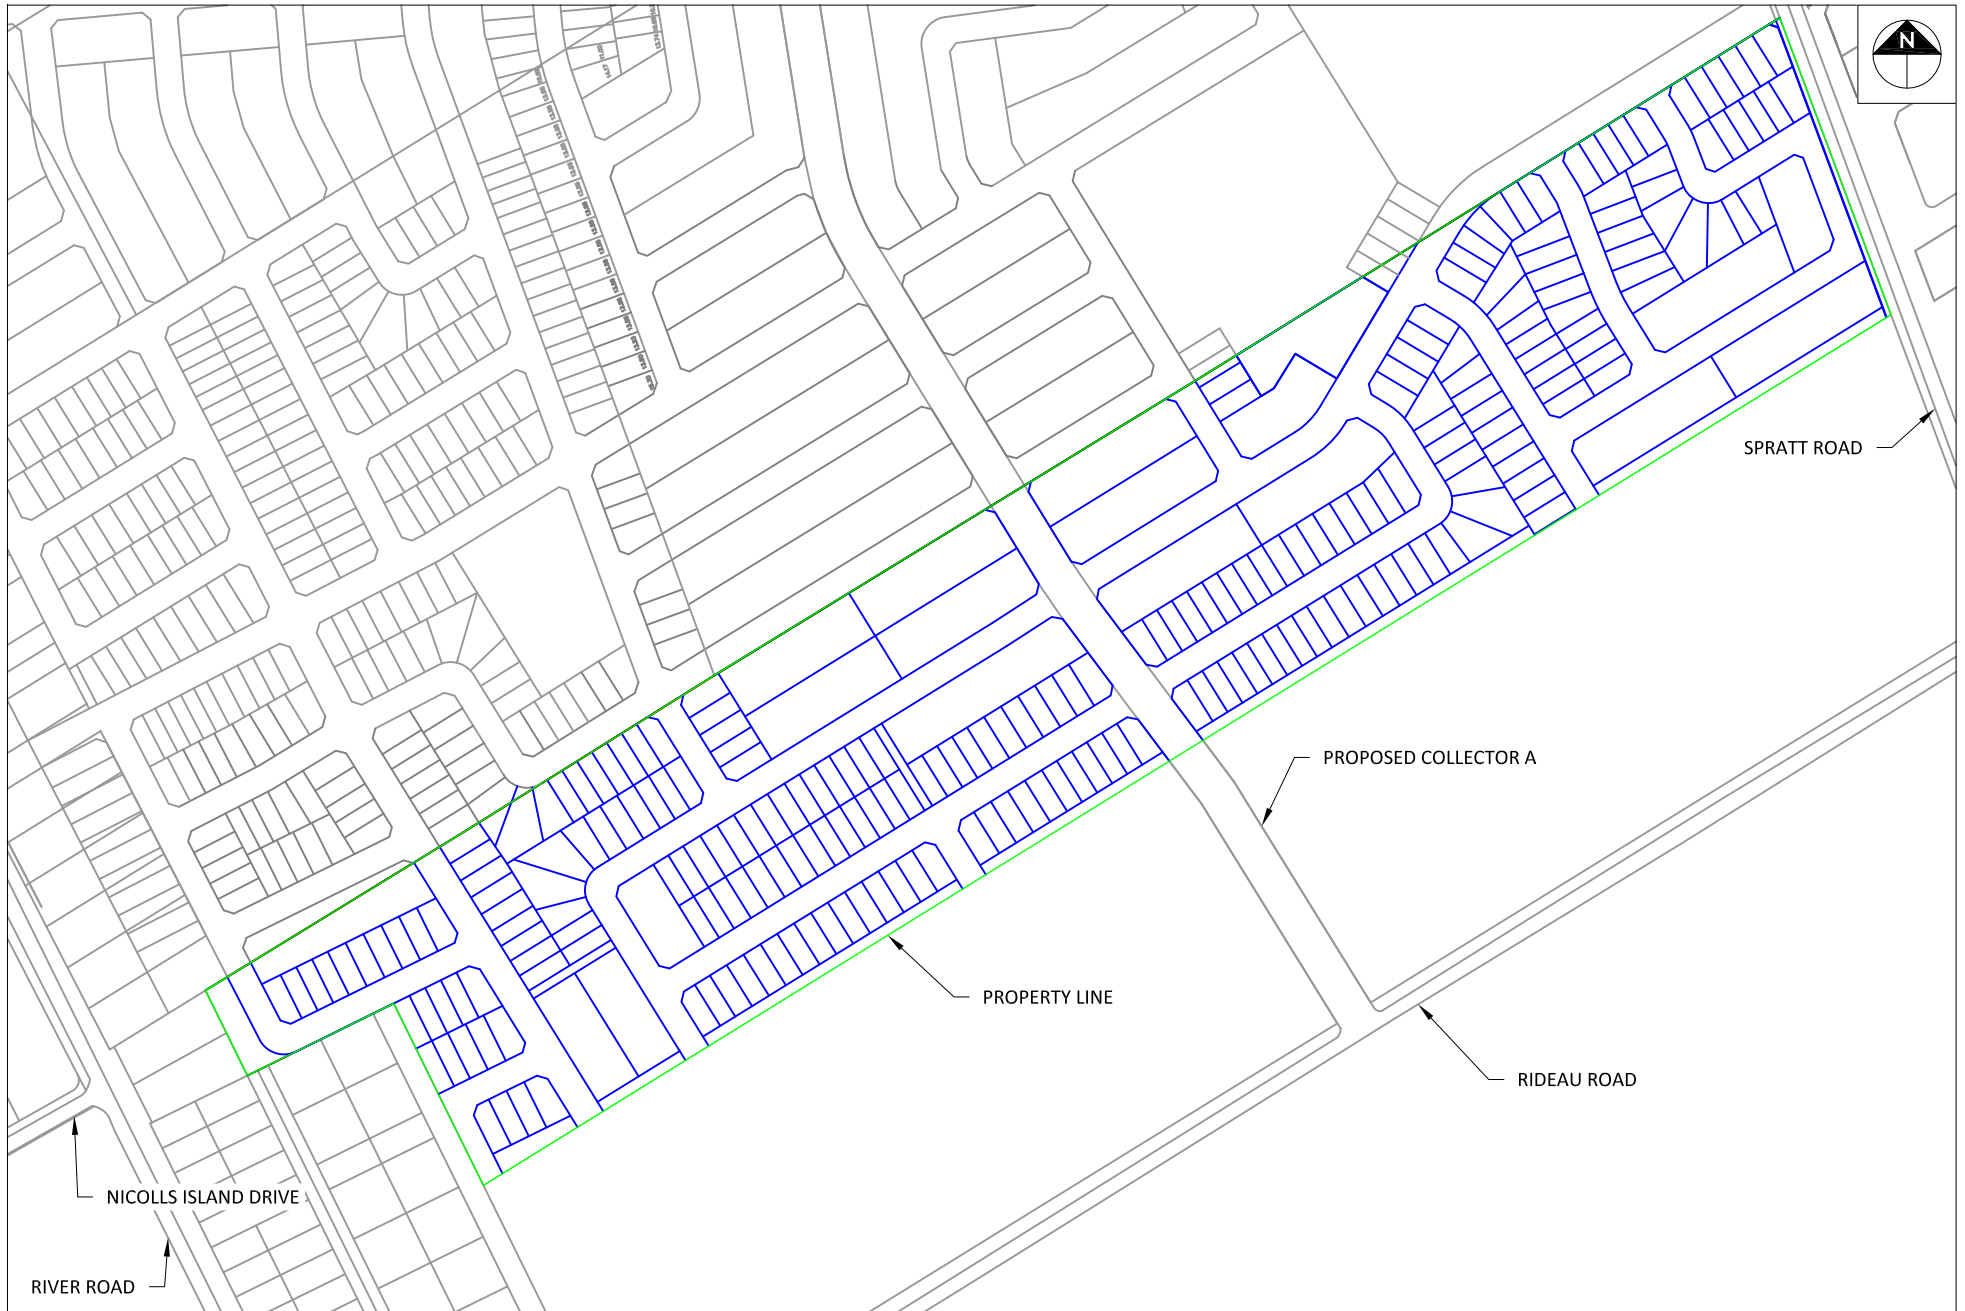 N
SPRATT ROAD
PROPOSED COLLECTOR A
PROPERTY LINE
RIDEAU ROAD
NICOLLS ISLAND DRIVE
RIVER ROAD